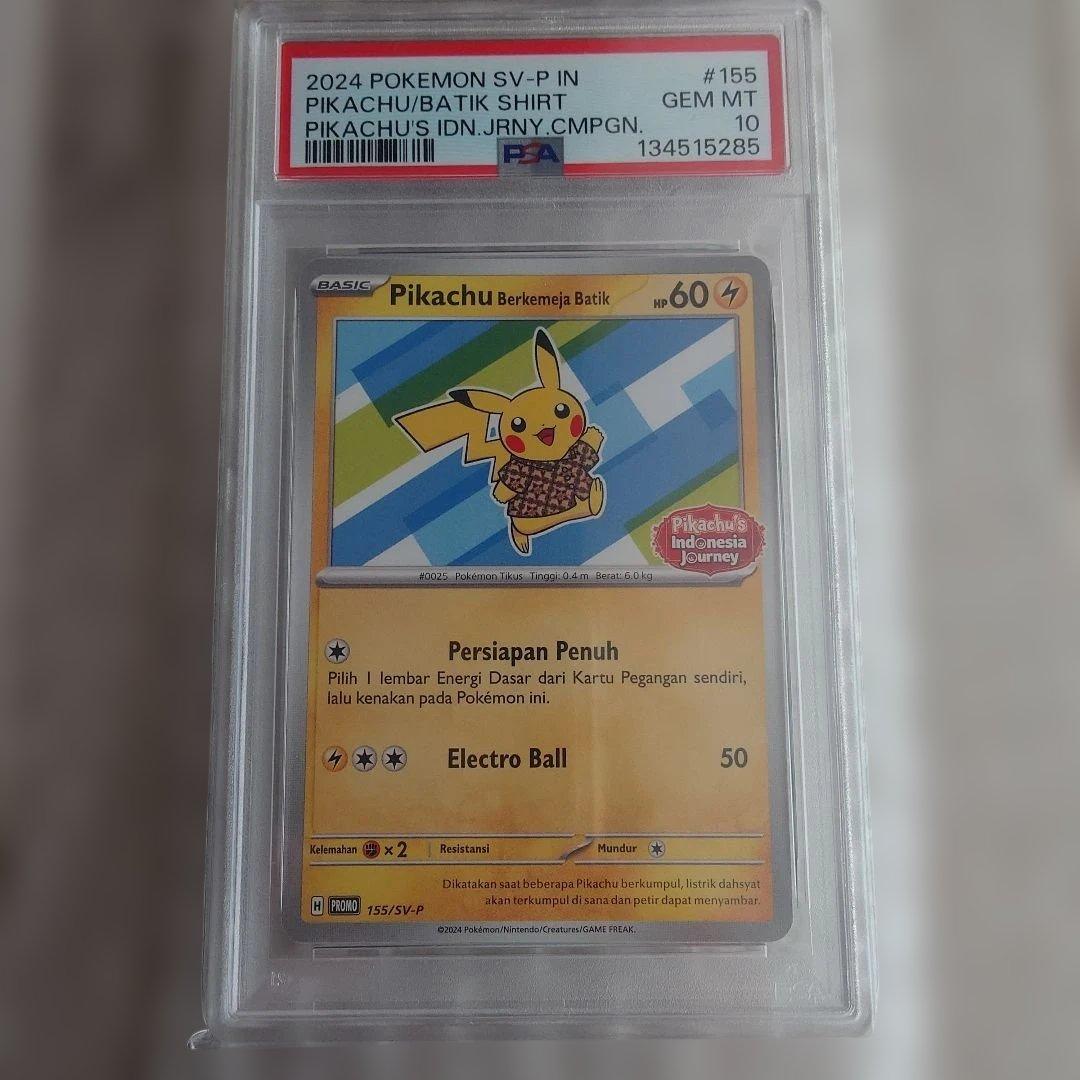 2024 POKEMON SV-P IN #155
PIKACHU/BATIK SHIRT GEM MT
PIKACHU'S IDN.JRNY.CMPGN. 10
PSA 134515285
BASIC Pikachu Berkemeja Batik HP 60
Pikachu's
Indonesia
Journey
#0025 Pokémon Tikus Tinggi: 0.4 m Berat: 6.0 kg
Persiapan Penuh
Pilih 1 lembar Energi Dasar dari Kartu Pegangan sendiri,
lalu kenakan pada Pokémon ini.
Electro Ball 50
Kelemahan ×2 Resistansi Mundur
Dikatakan saat beberapa Pikachu berkumpul, listrik dahsyat
akan terkumpul di sana dan petir dapat menyambar.
H PROMO 155/SV-P
©2024 Pokémon/Nintendo/Creatures/GAME FREAK.